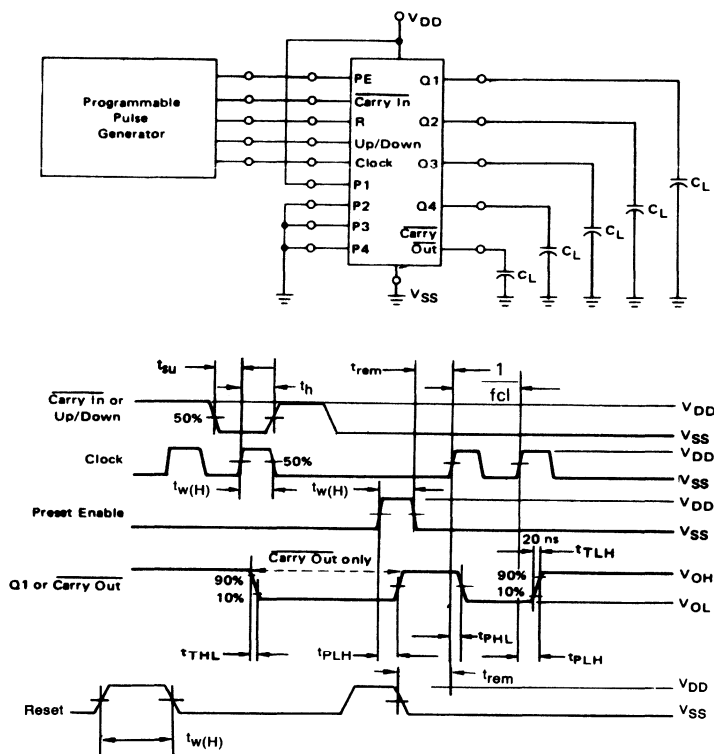 VDD
Programmable
Pulse
Generator
PE
Carry In
R
Up/Down
Clock
P1
P2
P3
P4
Q1
Q2
Q3
Q4
Carry
Out
CL
CL
CL
CL
CL
VSS
tsu
th
trem
1
fcl
Carry In or
Up/Down
50%
VDD
VSS
Clock
50%
VDD
VSS
tw(H)
tw(H)
Preset Enable
VDD
VSS
20 ns
tTLH
Carry Out only
Q1 or Carry Out
90%
10%
90%
10%
VOH
VOL
tTHL
tPLH
tPHL
tPLH
trem
Reset
VDD
VSS
tw(H)